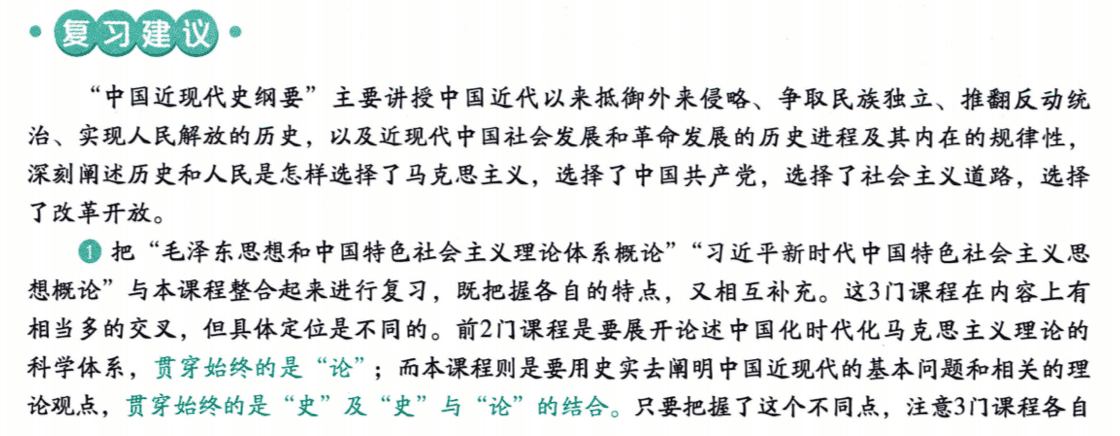 复习建议
“中国近现代史纲要”主要讲授中国近代以来抵御外来侵略、争取民族独立、推翻反动统
治、实现人民解放的历史，以及近现代中国社会发展和革命发展的历史进程及其内在的规律性，
深刻阐述历史和人民是怎样选择了马克思主义，选择了中国共产党，选择了社会主义道路，选择
了改革开放。
1 把“毛泽东思想和中国特色社会主义理论体系概论”“习近平新时代中国特色社会主义思
想概论”与本课程整合起来进行复习，既把握各自的特点，又相互补充。这3门课程在内容上有
相当多的交叉，但具体定位是不同的。前2门课程是要展开论述中国化时代化马克思主义理论的
科学体系，贯穿始终的是“论”；而本课程则是要用史实去阐明中国近现代的基本问题和相关的理
论观点，贯穿始终的是“史”及“史”与“论”的结合。只要把握了这个不同点，注意3门课程各自